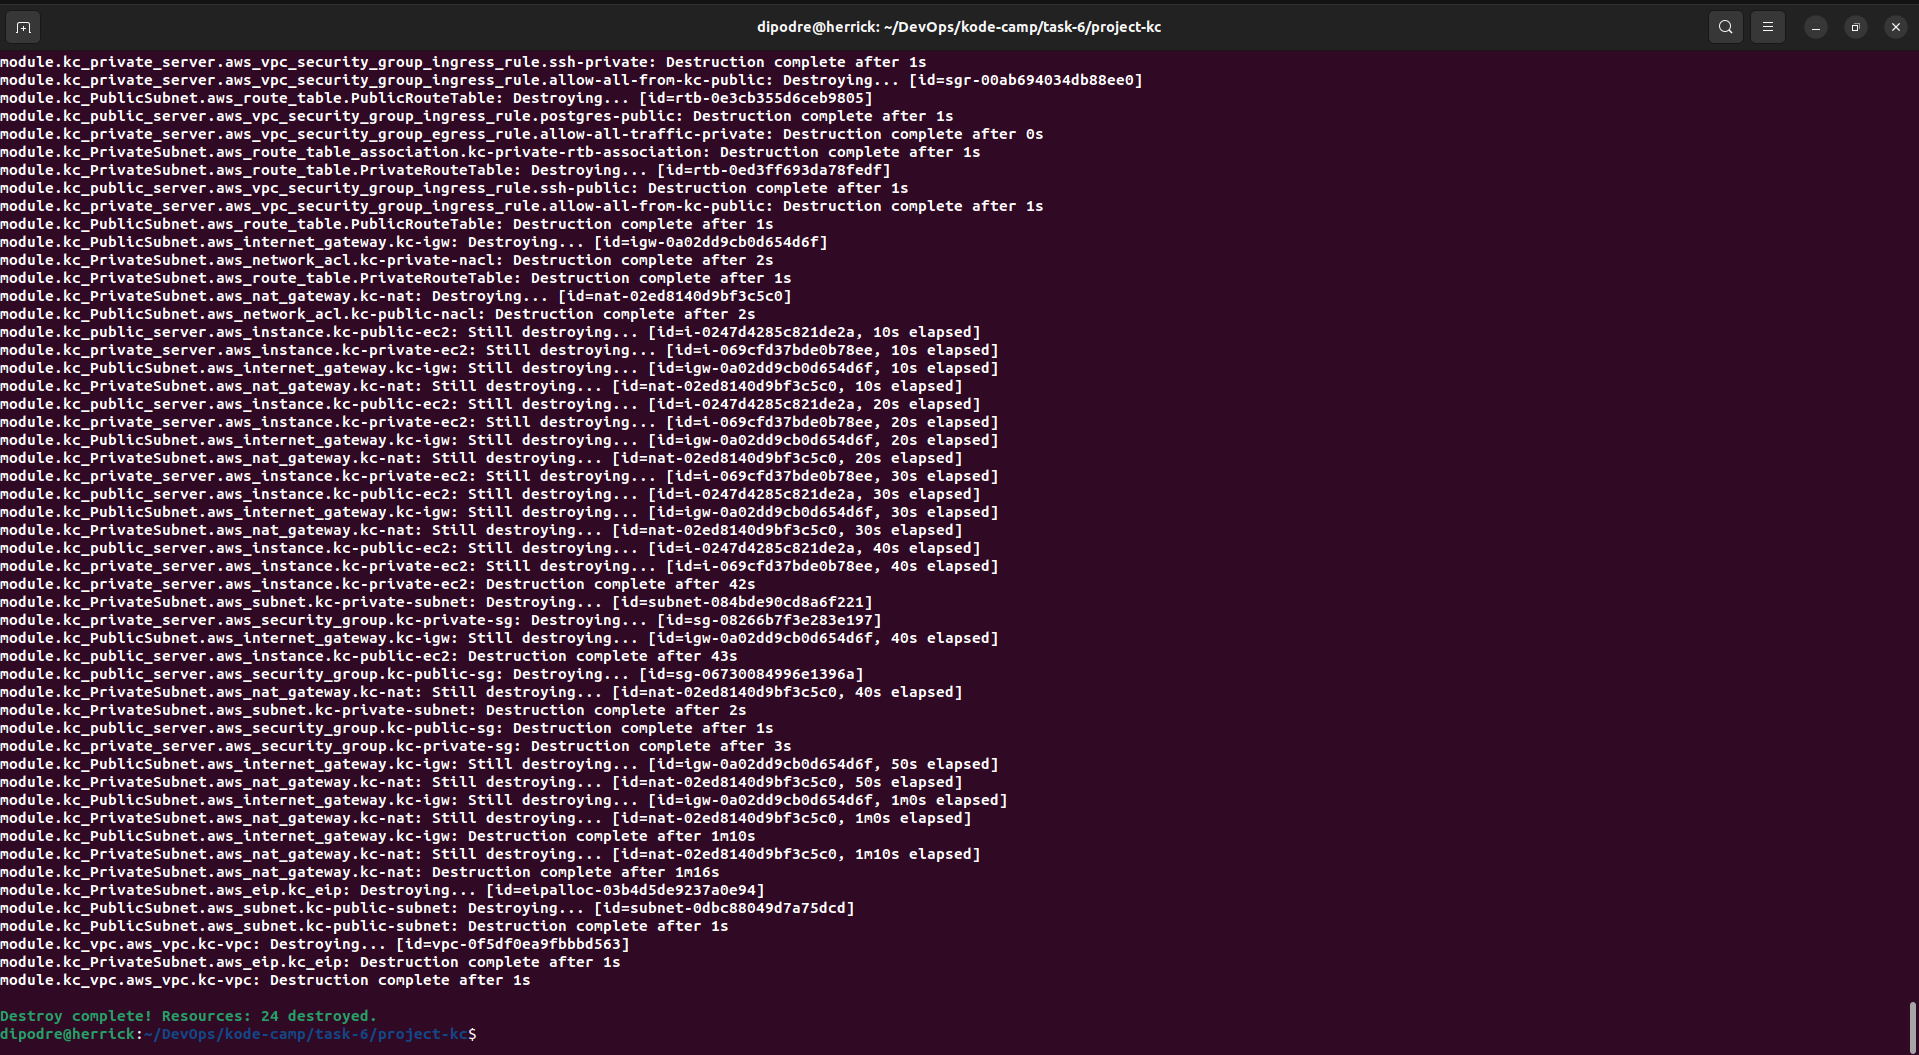 dipodre@herrick: ~/DevOps/kode-camp/task-6/project-kc
module.kc_private_server.aws_vpc_security_group_ingress_rule.ssh-private: Destruction complete after 1s
module.kc_private_server.aws_vpc_security_group_ingress_rule.allow-all-from-kc-public: Destroying... [id=sgr-00ab694034db88ee0]
module.kc_PublicSubnet.aws_route_table.PublicRouteTable: Destroying... [id=rtb-0e3cb355d6ceb9805]
module.kc_public_server.aws_vpc_security_group_ingress_rule.postgres-public: Destruction complete after 1s
module.kc_private_server.aws_vpc_security_group_egress_rule.allow-all-traffic-private: Destruction complete after 0s
module.kc_PrivateSubnet.aws_route_table_association.kc-private-rtb-association: Destruction complete after 1s
module.kc_PrivateSubnet.aws_route_table.PrivateRouteTable: Destroying... [id=rtb-0ed3ff693da78fedf]
module.kc_public_server.aws_vpc_security_group_ingress_rule.ssh-public: Destruction complete after 1s
module.kc_private_server.aws_vpc_security_group_ingress_rule.allow-all-from-kc-public: Destruction complete after 1s
module.kc_PublicSubnet.aws_route_table.PublicRouteTable: Destruction complete after 1s
module.kc_PublicSubnet.aws_internet_gateway.kc-igw: Destroying... [id=igw-0a02dd9cb0d654d6f]
module.kc_PrivateSubnet.aws_network_acl.kc-private-nacl: Destruction complete after 2s
module.kc_PrivateSubnet.aws_route_table.PrivateRouteTable: Destruction complete after 1s
module.kc_PrivateSubnet.aws_nat_gateway.kc-nat: Destroying... [id=nat-02ed8140d9bf3c5c0]
module.kc_PublicSubnet.aws_network_acl.kc-public-nacl: Destruction complete after 2s
module.kc_public_server.aws_instance.kc-public-ec2: Still destroying... [id=i-0247d4285c821de2a, 10s elapsed]
module.kc_private_server.aws_instance.kc-private-ec2: Still destroying... [id=i-069cfd37bde0b78ee, 10s elapsed]
module.kc_PublicSubnet.aws_internet_gateway.kc-igw: Still destroying... [id=igw-0a02dd9cb0d654d6f, 10s elapsed]
module.kc_PrivateSubnet.aws_nat_gateway.kc-nat: Still destroying... [id=nat-02ed8140d9bf3c5c0, 10s elapsed]
module.kc_public_server.aws_instance.kc-public-ec2: Still destroying... [id=i-0247d4285c821de2a, 20s elapsed]
module.kc_private_server.aws_instance.kc-private-ec2: Still destroying... [id=i-069cfd37bde0b78ee, 20s elapsed]
module.kc_PublicSubnet.aws_internet_gateway.kc-igw: Still destroying... [id=igw-0a02dd9cb0d654d6f, 20s elapsed]
module.kc_PrivateSubnet.aws_nat_gateway.kc-nat: Still destroying... [id=nat-02ed8140d9bf3c5c0, 20s elapsed]
module.kc_private_server.aws_instance.kc-private-ec2: Still destroying... [id=i-069cfd37bde0b78ee, 30s elapsed]
module.kc_public_server.aws_instance.kc-public-ec2: Still destroying... [id=i-0247d4285c821de2a, 30s elapsed]
module.kc_PublicSubnet.aws_internet_gateway.kc-igw: Still destroying... [id=igw-0a02dd9cb0d654d6f, 30s elapsed]
module.kc_PrivateSubnet.aws_nat_gateway.kc-nat: Still destroying... [id=nat-02ed8140d9bf3c5c0, 30s elapsed]
module.kc_public_server.aws_instance.kc-public-ec2: Still destroying... [id=i-0247d4285c821de2a, 40s elapsed]
module.kc_private_server.aws_instance.kc-private-ec2: Still destroying... [id=i-069cfd37bde0b78ee, 40s elapsed]
module.kc_private_server.aws_instance.kc-private-ec2: Destruction complete after 42s
module.kc_PrivateSubnet.aws_subnet.kc-private-subnet: Destroying... [id=subnet-084bde90cd8a6f221]
module.kc_private_server.aws_security_group.kc-private-sg: Destroying... [id=sg-08266b7f3e283e197]
module.kc_PublicSubnet.aws_internet_gateway.kc-igw: Still destroying... [id=igw-0a02dd9cb0d654d6f, 40s elapsed]
module.kc_public_server.aws_instance.kc-public-ec2: Destruction complete after 43s
module.kc_public_server.aws_security_group.kc-public-sg: Destroying... [id=sg-06730084996e1396a]
module.kc_PrivateSubnet.aws_nat_gateway.kc-nat: Still destroying... [id=nat-02ed8140d9bf3c5c0, 40s elapsed]
module.kc_PrivateSubnet.aws_subnet.kc-private-subnet: Destruction complete after 2s
module.kc_public_server.aws_security_group.kc-public-sg: Destruction complete after 1s
module.kc_private_server.aws_security_group.kc-private-sg: Destruction complete after 3s
module.kc_PublicSubnet.aws_internet_gateway.kc-igw: Still destroying... [id=igw-0a02dd9cb0d654d6f, 50s elapsed]
module.kc_PrivateSubnet.aws_nat_gateway.kc-nat: Still destroying... [id=nat-02ed8140d9bf3c5c0, 50s elapsed]
module.kc_PublicSubnet.aws_internet_gateway.kc-igw: Still destroying... [id=igw-0a02dd9cb0d654d6f, 1m0s elapsed]
module.kc_PrivateSubnet.aws_nat_gateway.kc-nat: Still destroying... [id=nat-02ed8140d9bf3c5c0, 1m0s elapsed]
module.kc_PublicSubnet.aws_internet_gateway.kc-igw: Destruction complete after 1m10s
module.kc_PrivateSubnet.aws_nat_gateway.kc-nat: Still destroying... [id=nat-02ed8140d9bf3c5c0, 1m10s elapsed]
module.kc_PrivateSubnet.aws_nat_gateway.kc-nat: Destruction complete after 1m16s
module.kc_PrivateSubnet.aws_eip.kc_eip: Destroying... [id=eipalloc-03b4d5de9237a0e94]
module.kc_PublicSubnet.aws_subnet.kc-public-subnet: Destroying... [id=subnet-0dbc88049d7a75dcd]
module.kc_PublicSubnet.aws_subnet.kc-public-subnet: Destruction complete after 1s
module.kc_vpc.aws_vpc.kc-vpc: Destroying... [id=vpc-0f5df0ea9fbbbd563]
module.kc_PrivateSubnet.aws_eip.kc_eip: Destruction complete after 1s
module.kc_vpc.aws_vpc.kc-vpc: Destruction complete after 1s
Destroy complete! Resources: 24 destroyed.
dipodre@herrick:~/DevOps/kode-camp/task-6/project-kc$